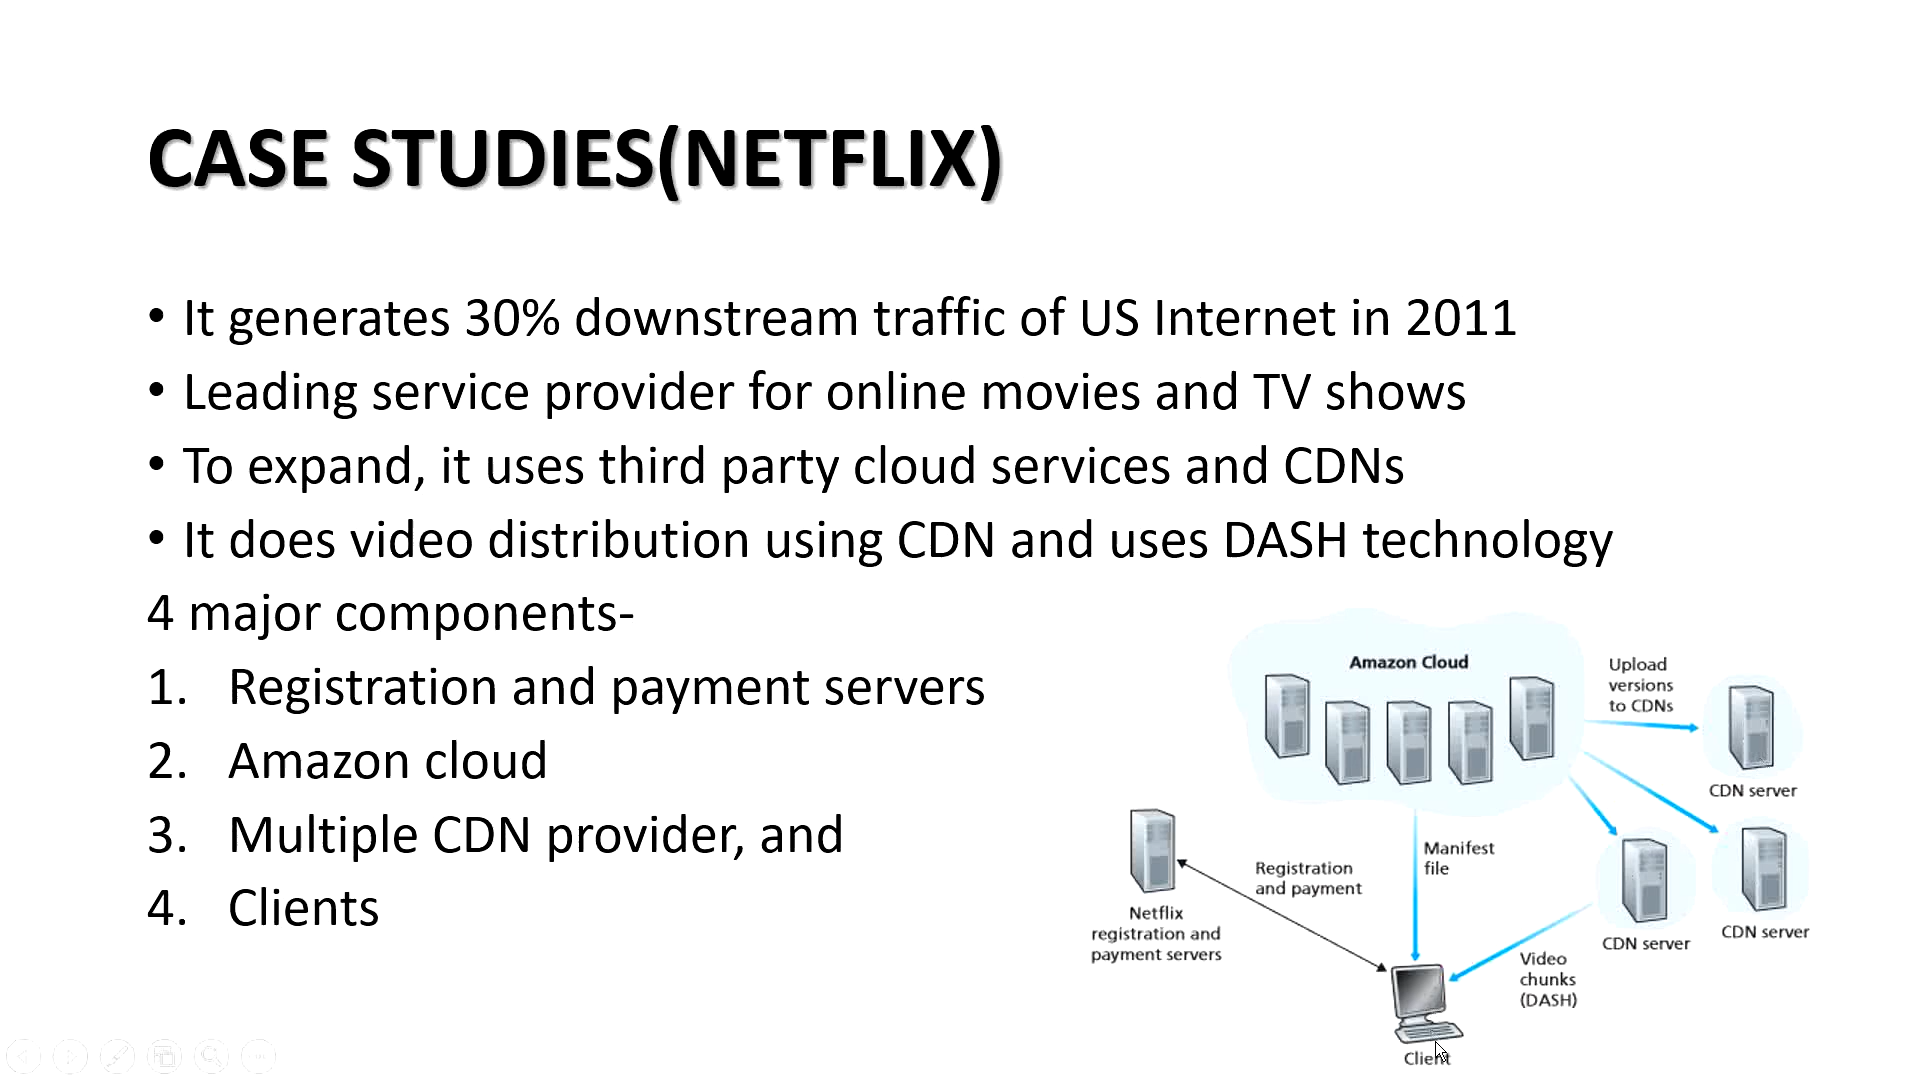 CASE STUDIES(NETFLIX)
• It generates 30% downstream traffic of US Internet in 2011
• Leading service provider for online movies and TV shows
• To expand, it uses third party cloud services and CDNs
• It does video distribution using CDN and uses DASH technology
4 major components-
1. Registration and payment servers
2. Amazon cloud
3. Multiple CDN provider, and
4. Clients
Amazon Cloud
Upload
versions
to CDNs
CDN server
Manifest
file
Registration
and payment
Netflix
registration and
payment servers
CDN server
CDN server
Video
chunks
(DASH)
Client